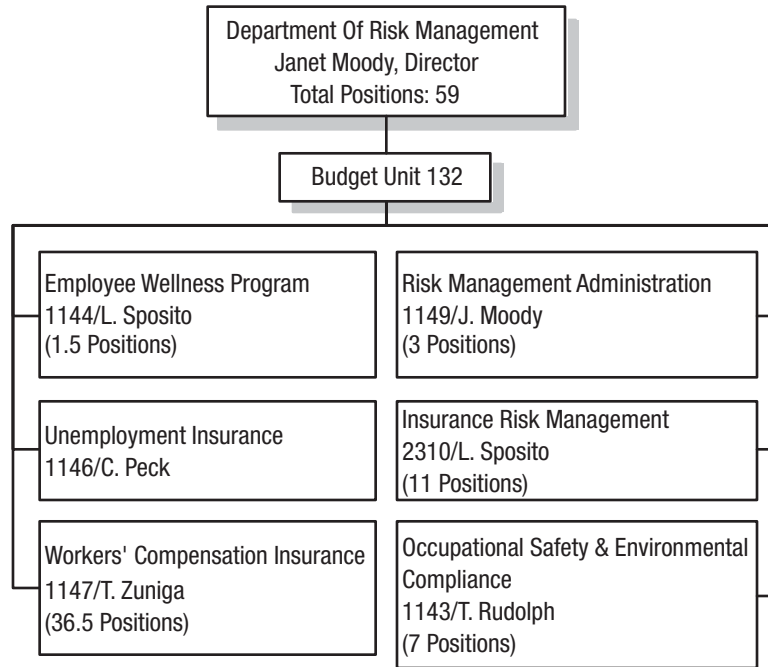 Department Of Risk Management
Janet Moody, Director
Total Positions: 59
Budget Unit 132
Employee Wellness Program
1144/L. Sposito
(1.5 Positions)
Risk Management Administration
1149/J. Moody
(3 Positions)
Unemployment Insurance
1146/C. Peck
Insurance Risk Management
2310/L. Sposito
(11 Positions)
Workers' Compensation Insurance
1147/T. Zuniga
(36.5 Positions)
Occupational Safety & Environmental
Compliance
1143/T. Rudolph
(7 Positions)